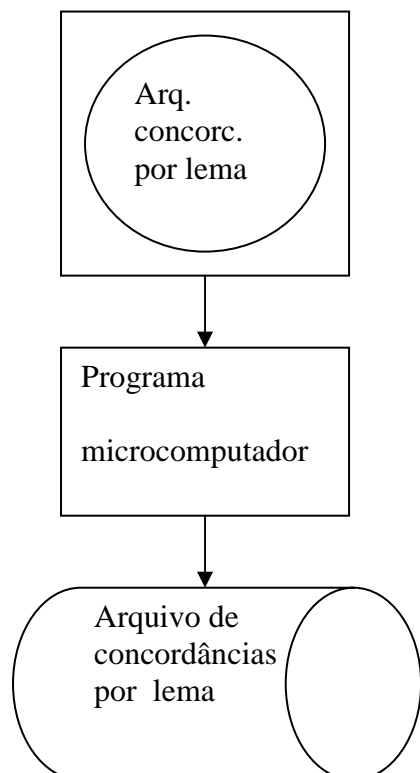 Arq.
concorc.
por lema
Programa
microcomputador
Arquivo de
concordâncias
por lema